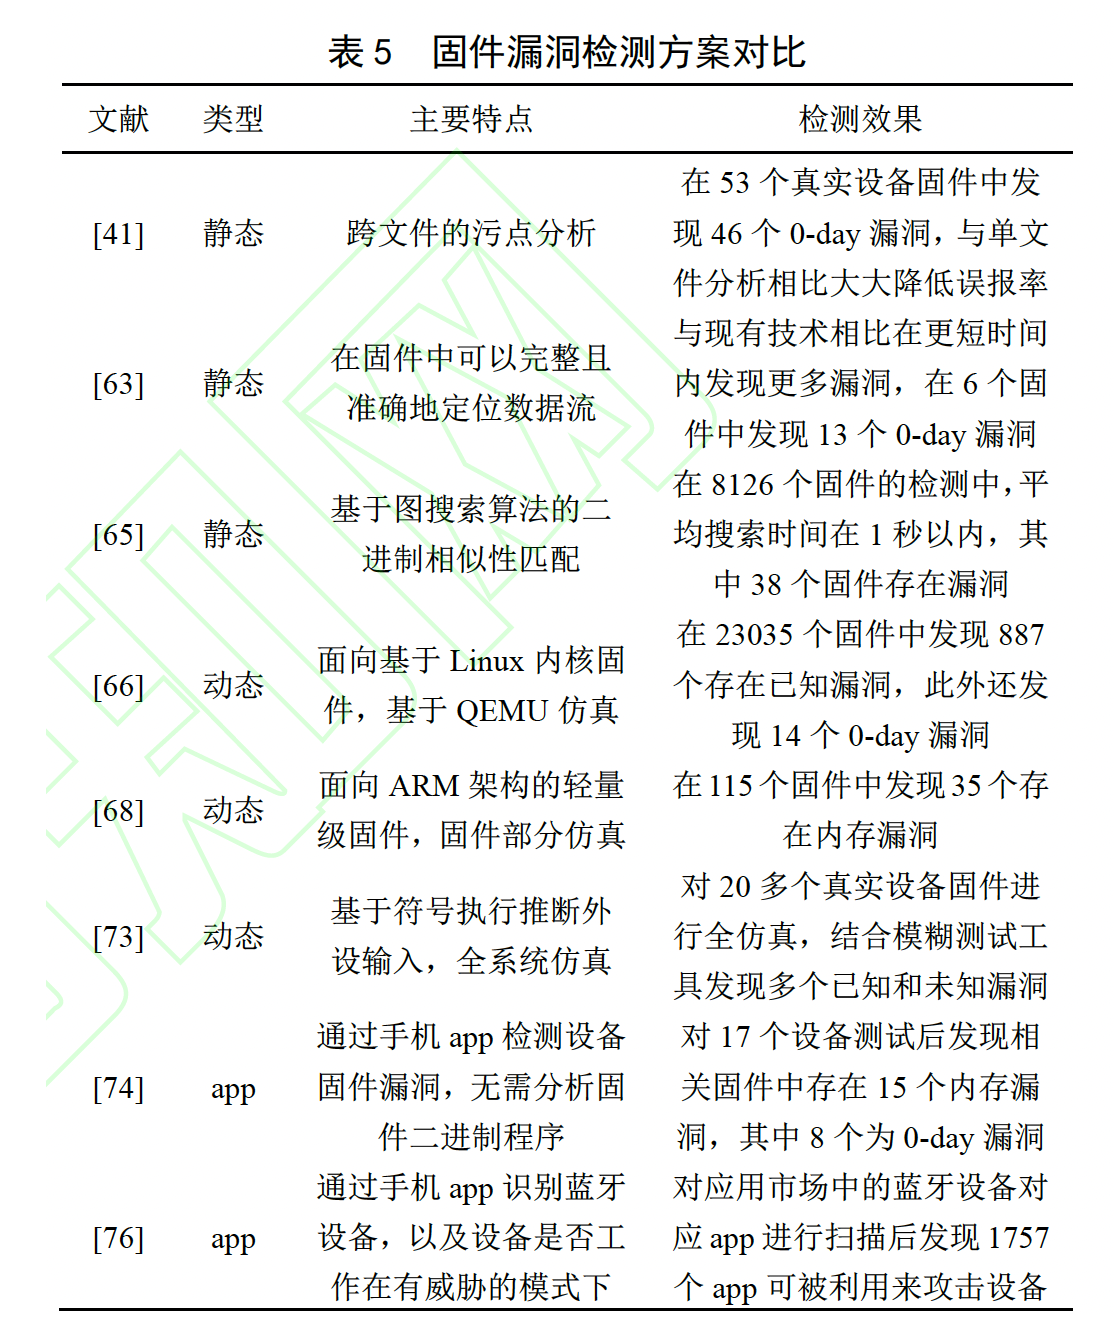 表 5 固件漏洞检测方案对比
文献 类型 主要特点 检测效果
在 53 个真实设备固件中发
[41] 静态 跨文件的污点分析 现 46 个 0-day 漏洞，与单文
件分析相比大大降低误报率
与现有技术相比在更短时间
在固件中可以完整且
[63] 静态 内发现更多漏洞，在 6 个固
准确地定位数据流
件中发现 13 个 0-day 漏洞
在 8126 个固件的检测中，平
基于图搜索算法的二
[65] 静态 均搜索时间在 1 秒以内，其
进制相似性匹配
中 38 个固件存在漏洞
在 23035 个固件中发现 887
面向基于 Linux 内核固
[66] 动态 个存在已知漏洞，此外还发
件，基于 QEMU 仿真
现 14 个 0-day 漏洞
面向 ARM 架构的轻量 在 115 个固件中发现 35 个存
[68] 动态
级固件，固件部分仿真 在内存漏洞
对 20 多个真实设备固件进
基于符号执行推断外
[73] 动态 行全仿真，结合模糊测试工
设输入，全系统仿真
具发现多个已知和未知漏洞
通过手机 app 检测设备 对 17 个设备测试后发现相
[74] app 固件漏洞，无需分析固 关固件中存在 15 个内存漏
件二进制程序 洞，其中 8 个为 0-day 漏洞
通过手机 app 识别蓝牙 对应用市场中的蓝牙设备对
[76] app 设备，以及设备是否工 应 app 进行扫描后发现 1757
作在有威胁的模式下 个 app 可被利用来攻击设备